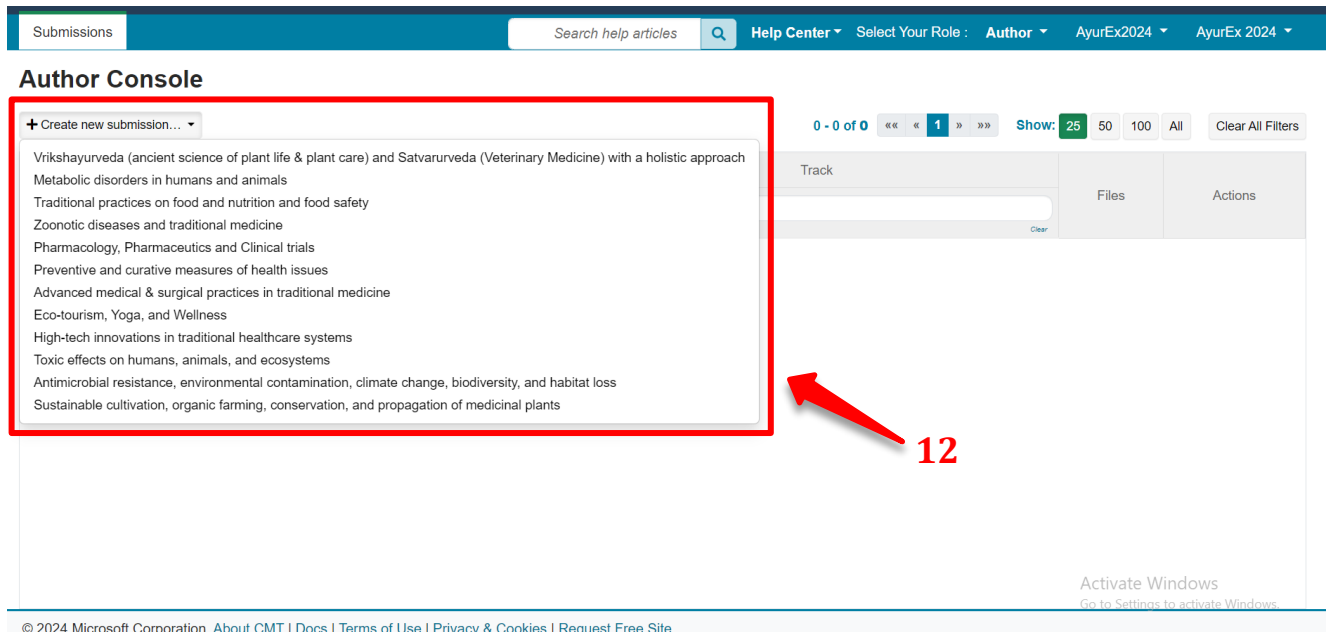 Submissions
Search help articles
Help Center Select Your Role : Author AyurEx2024 AyurEx 2024
Author Console
+ Create new submission...
0 - 0 of 0 «« « 1 » »» Show: 25 50 100 All Clear All Filters
Vrikshayurveda (ancient science of plant life & plant care) and Satvarurveda (Veterinary Medicine) with a holistic approach
Metabolic disorders in humans and animals
Traditional practices on food and nutrition and food safety
Zoonotic diseases and traditional medicine
Pharmacology, Pharmaceutics and Clinical trials
Preventive and curative measures of health issues
Advanced medical & surgical practices in traditional medicine
Eco-tourism, Yoga, and Wellness
High-tech innovations in traditional healthcare systems
Toxic effects on humans, animals, and ecosystems
Antimicrobial resistance, environmental contamination, climate change, biodiversity, and habitat loss
Sustainable cultivation, organic farming, conservation, and propagation of medicinal plants
Track
Files
Actions
Clear
12
Activate Windows
Go to Settings to activate Windows.
© 2024 Microsoft Corporation About CMT | Docs | Terms of Use | Privacy & Cookies | Request Free Site